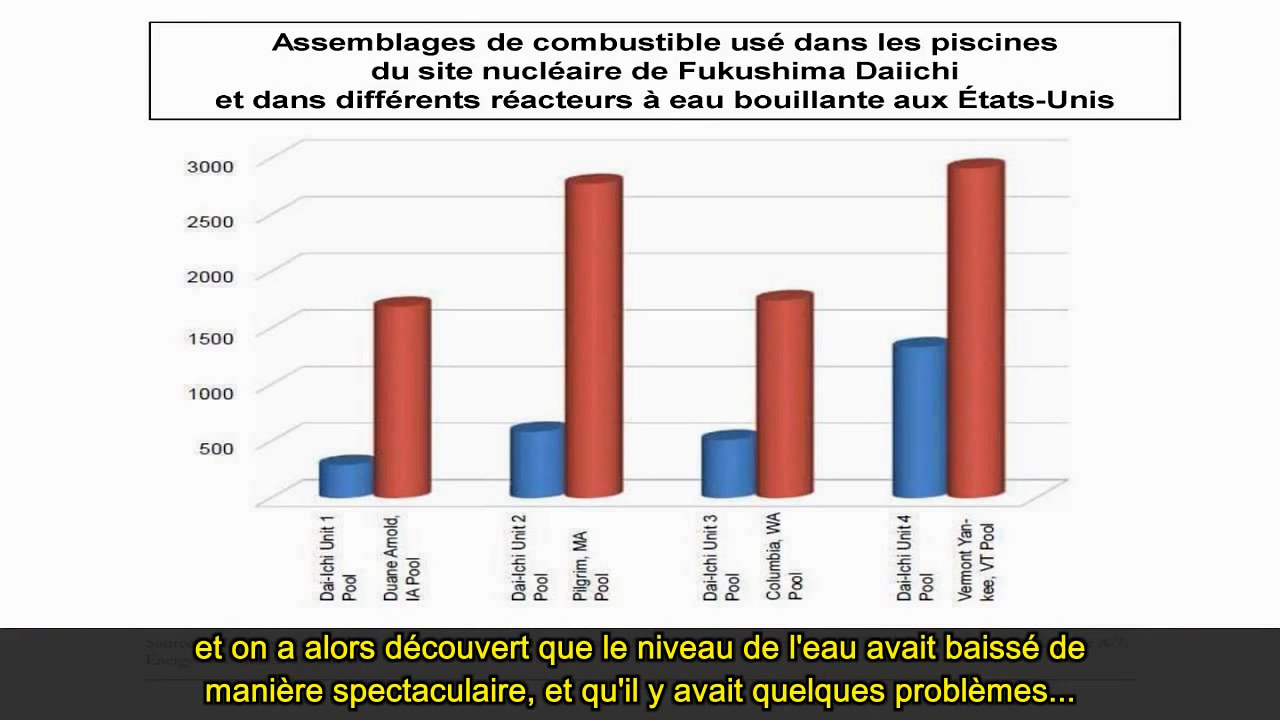 Assemblages de combustible usé dans les piscines
du site nucléaire de Fukushima Daiichi
et dans différents réacteurs à eau bouillante aux États-Unis
3000
2500
2000
1500
1000
500
Dai-Ichi Unit 1
Pool
Duane Arnold,
IA Pool
Dai-Ichi Unit 2
Pool
Pilgrim, MA
Pool
Dai-Ichi Unit 3
Pool
Columbia, WA
Pool
Dai-Ichi Unit 4
Pool
Vermont Yan-
kee, VT Pool
et on a alors découvert que le niveau de l'eau avait baissé de
manière spectaculaire, et qu'il y avait quelques problèmes...